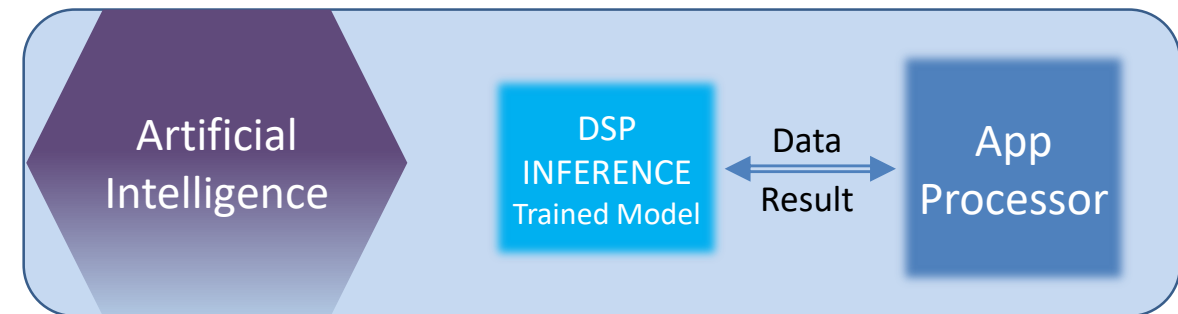 Artificial
Intelligence
DSP
INFERENCE
Trained Model
Data
Result
App
Processor